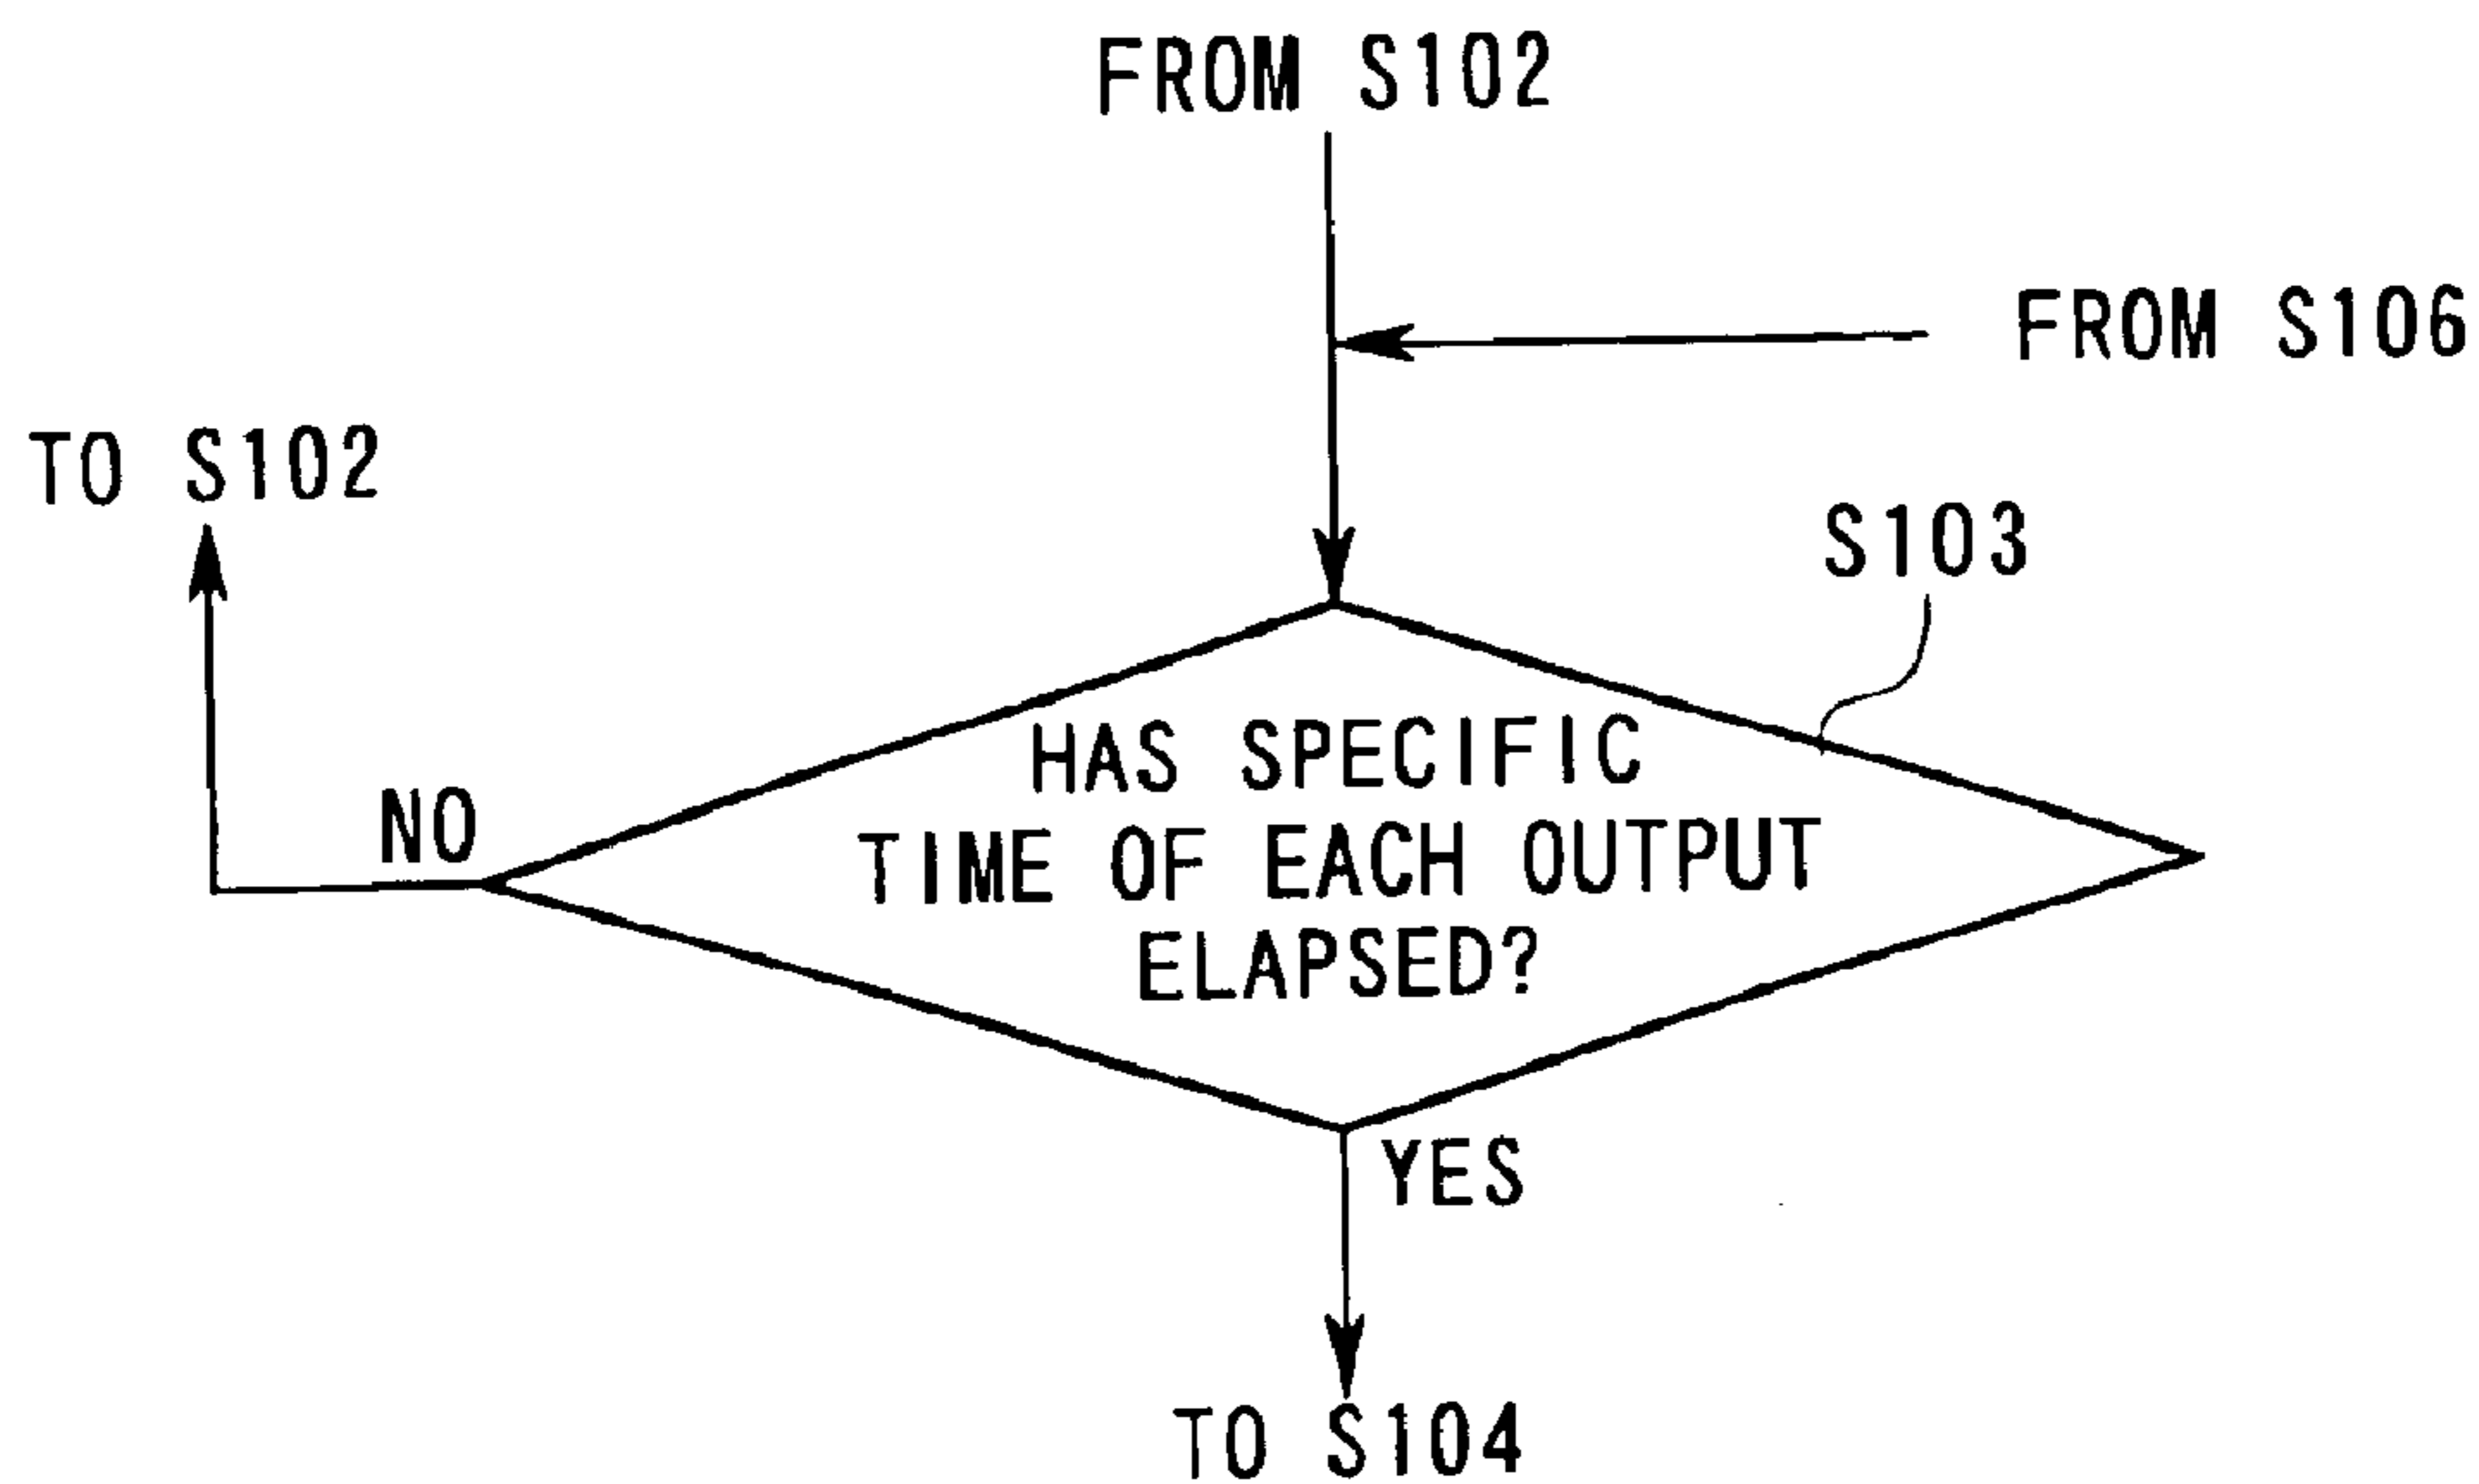 FROM S102
FROM S106
TO S102
S103
HAS SPECIFIC
TIME OF EACH OUTPUT
ELAPSED?
NO
YES
TO S104